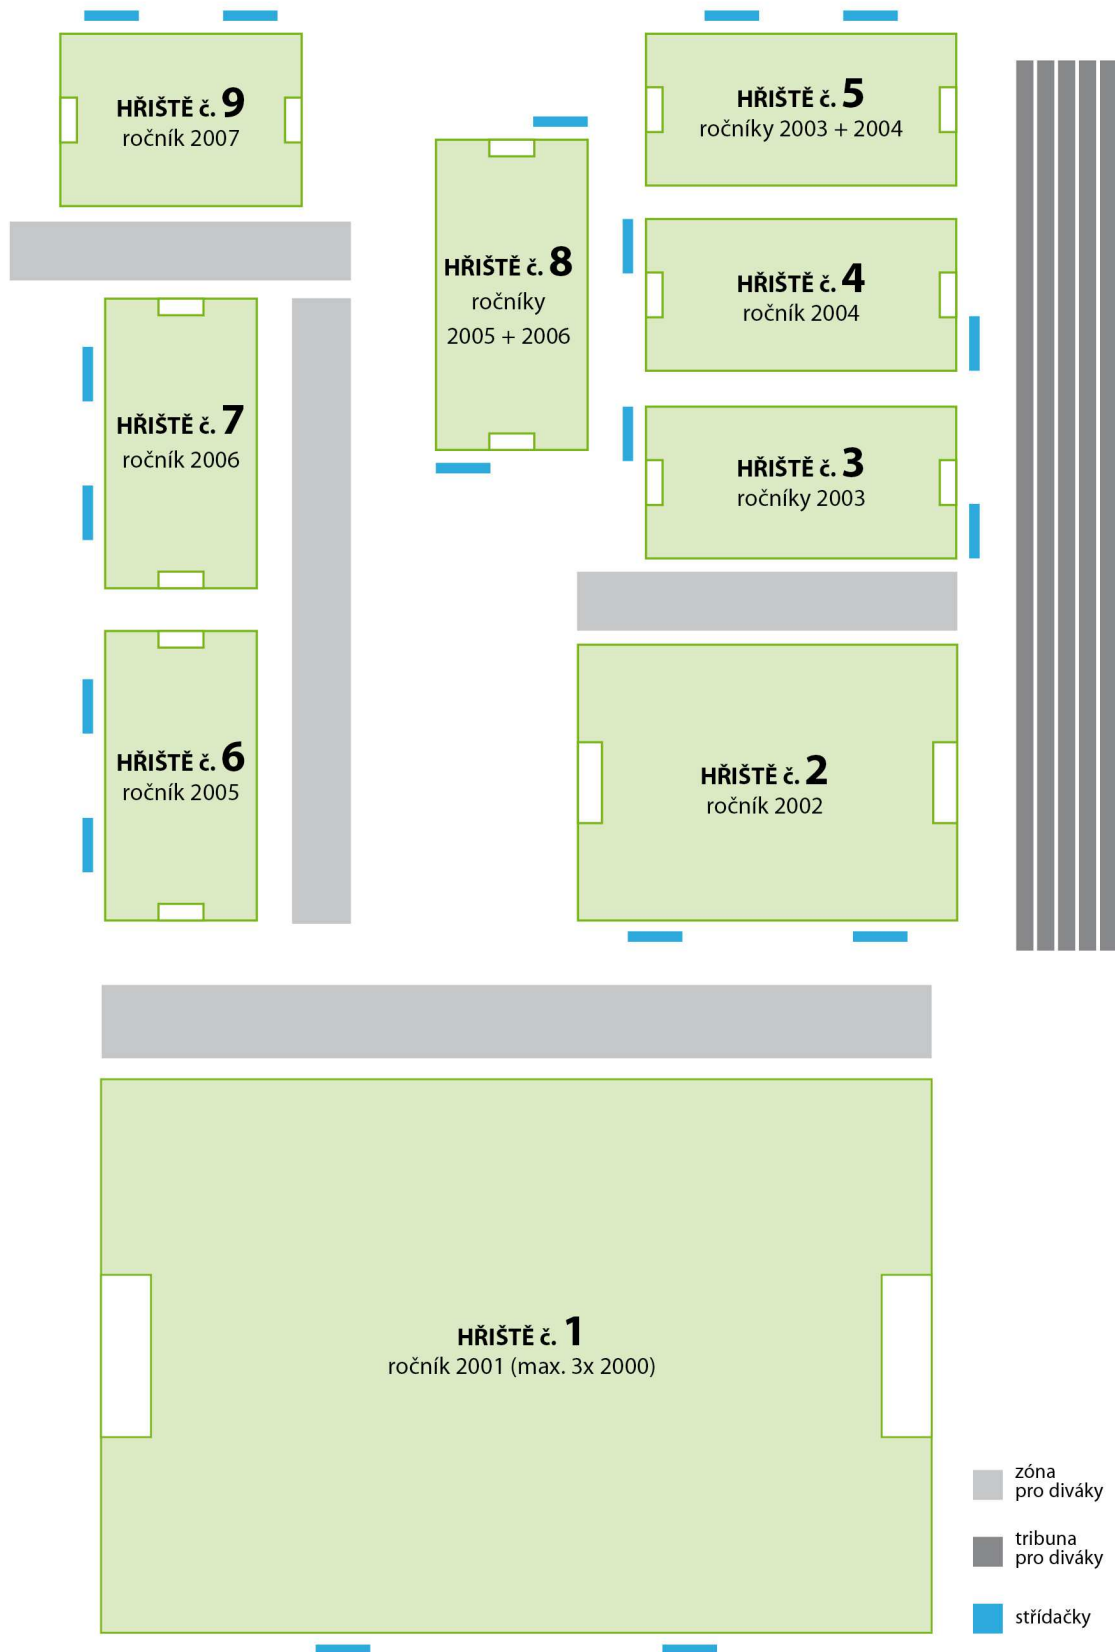 HŘIŠTĚ č. 9
ročník 2007
HŘIŠTĚ č. 5
ročníky 2003 + 2004
HŘIŠTĚ č. 8
ročníky
2005 + 2006
HŘIŠTĚ č. 4
ročník 2004
HŘIŠTĚ č. 7
ročník 2006
HŘIŠTĚ č. 3
ročníky 2003
HŘIŠTĚ č. 6
ročník 2005
HŘIŠTĚ č. 2
ročník 2002
HŘIŠTĚ č. 1
ročník 2001 (max. 3x 2000)
zóna
pro diváky
tribuna
pro diváky
střídačky